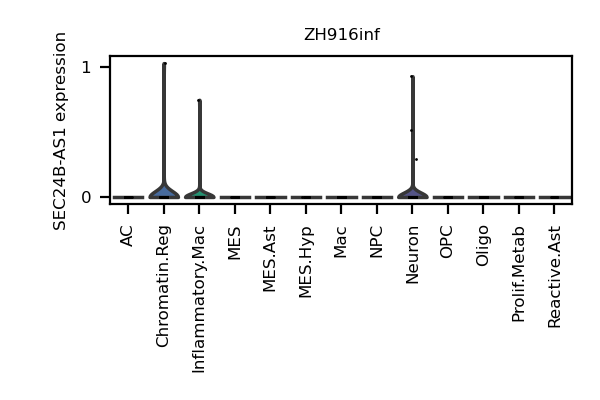 ZH916inf
SEC24B-AS1 expression
1
0
AC
Chromatin.Reg
Inflammatory.Mac
MES
MES.Ast
MES.Hyp
Mac
NPC
Neuron
OPC
Oligo
Prolif.Metab
Reactive.Ast